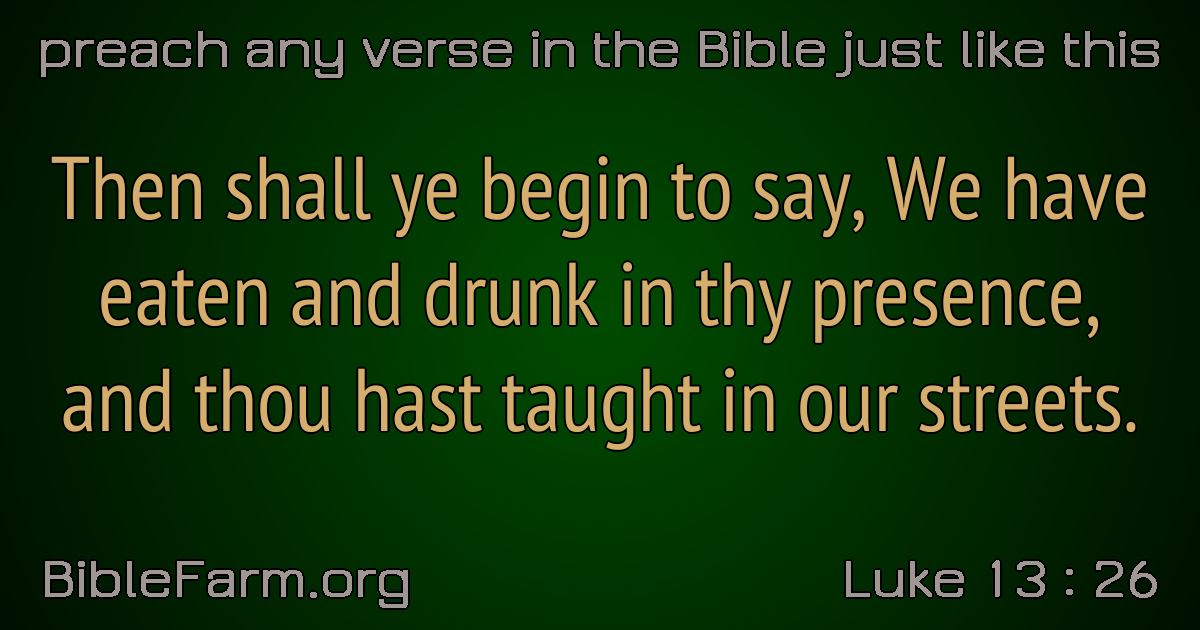 preach any verse in the Bible just like this
Then shall ye begin to say, We have
eaten and drunk in thy presence,
and thou hast taught in our streets.
BibleFarm.org
Luke 13 : 26